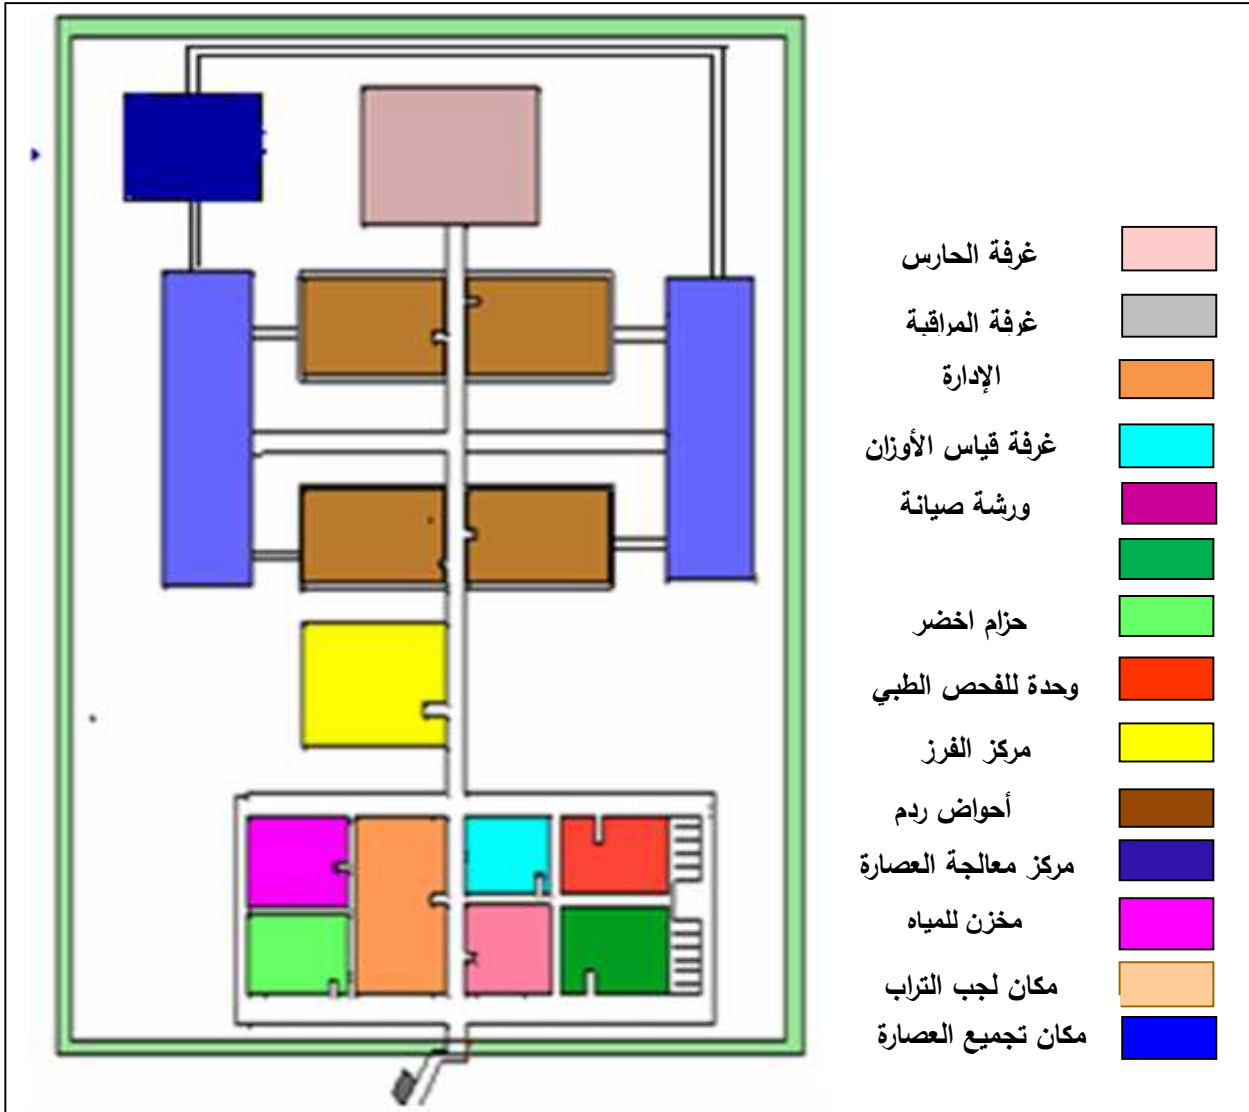 غرفة الحارس
غرفة المراقبة
الإدارة
غرفة قياس الأوزان
ورشة صيانة
حزام اخضر
وحدة للفحص الطبي
مركز الفرز
أحواض ردم
مركز معالجة العصارة
مخزن للمياه
مكان لجب التراب
مكان تجميع العصارة